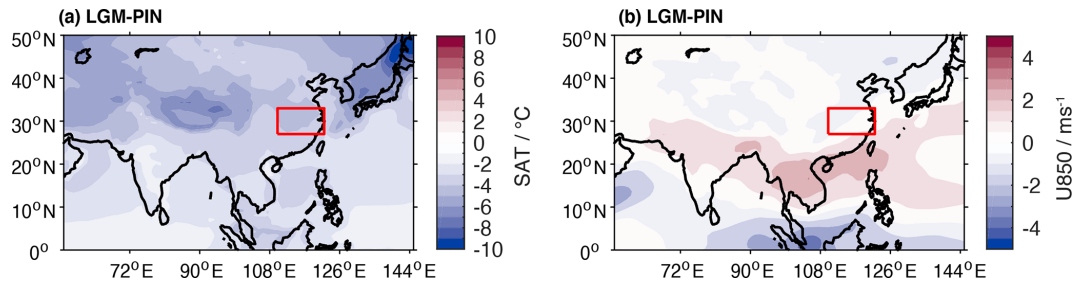 (a) LGM-PIN
50°N
40°N
30°N
20°N
10°N
0°
72°E
90°E
108°E
126°E
144°E
10
8
6
4
2
0
-2
-4
-6
-8
-10
SAT / °C
(b) LGM-PIN
50°N
40°N
30°N
20°N
10°N
0°
72°E
90°E
108°E
126°E
144°E
4
2
0
-2
-4
U850 / ms⁻¹